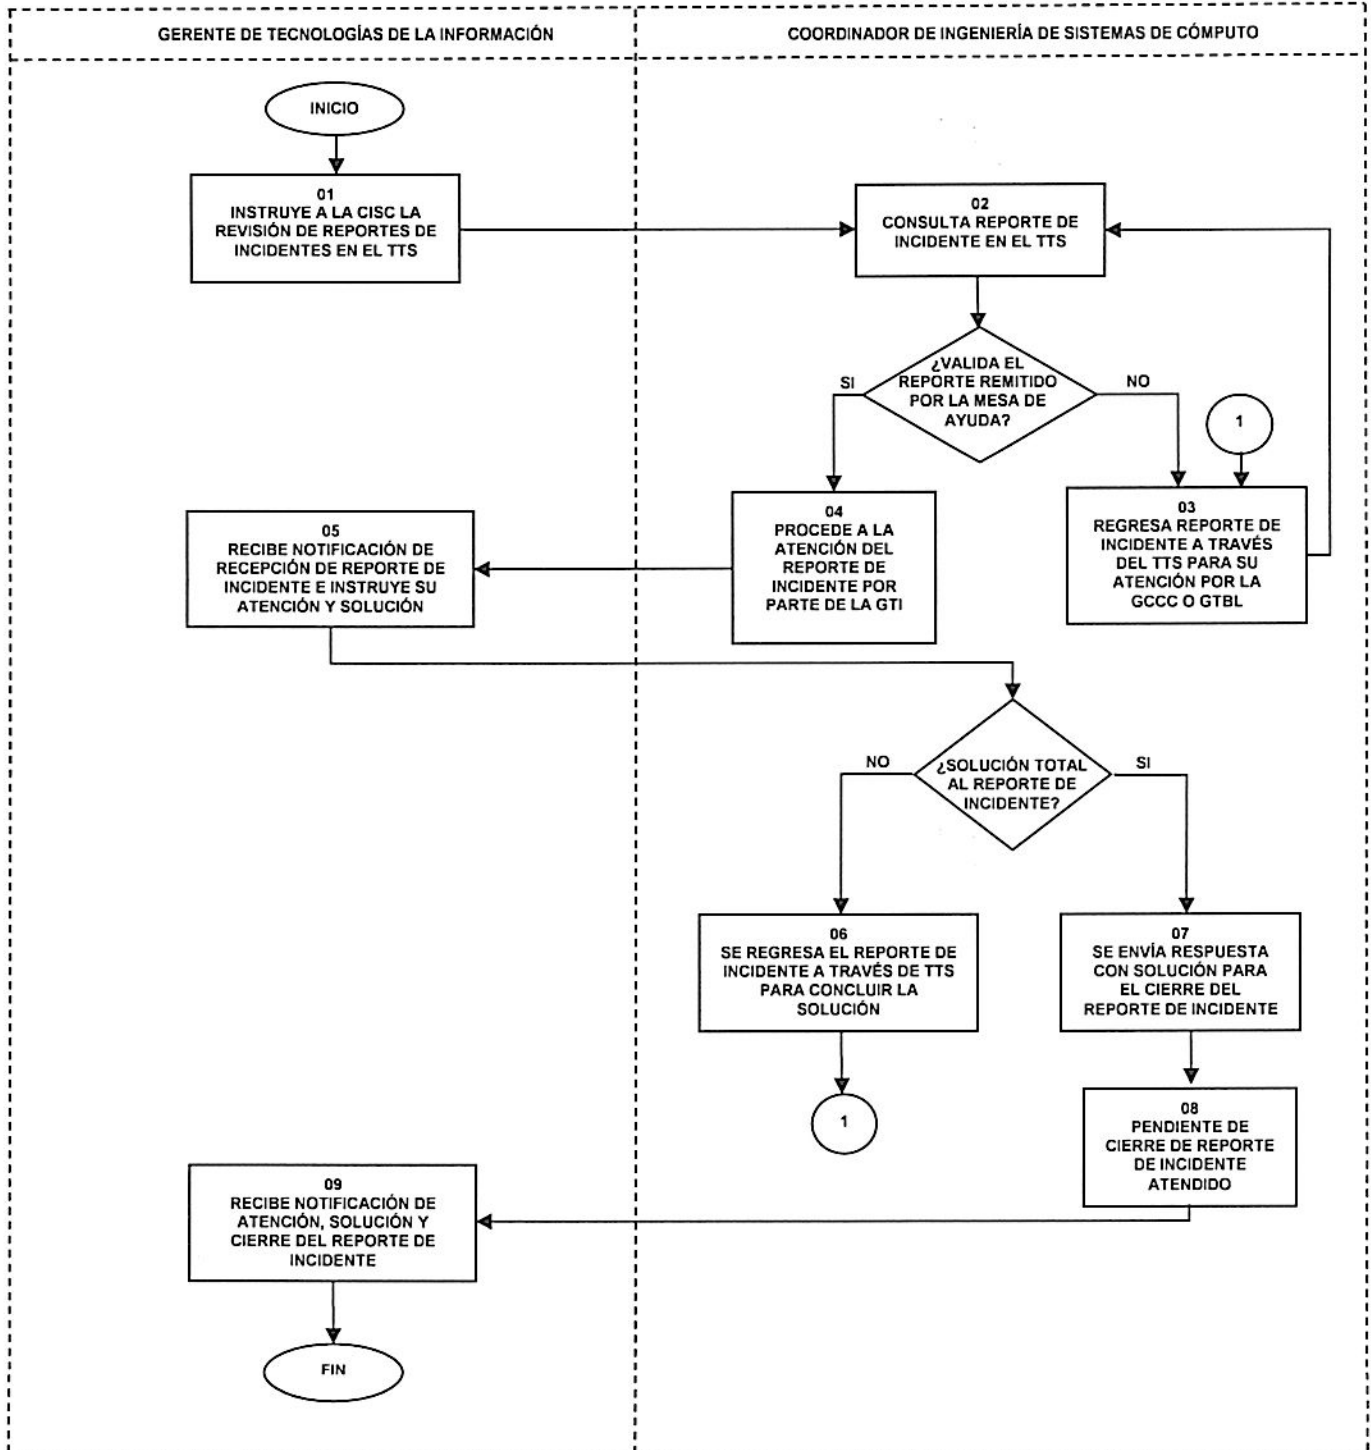 GERENTE DE TECNOLOGÍAS DE LA INFORMACIÓN
COORDINADOR DE INGENIERÍA DE SISTEMAS DE CÓMPUTO
INICIO
01
INSTRUYE A LA CISC LA
REVISIÓN DE REPORTES DE
INCIDENTES EN EL TTS
02
CONSULTA REPORTE DE
INCIDENTE EN EL TTS
¿VALIDA EL
REPORTE REMITIDO
POR LA MESA DE
AYUDA?
SI
NO
1
03
REGRESA REPORTE DE
INCIDENTE A TRAVÉS
DEL TTS PARA SU
ATENCIÓN POR LA
GCCC O GTBL
04
PROCEDE A LA
ATENCIÓN DEL
REPORTE DE
INCIDENTE POR
PARTE DE LA GTI
05
RECIBE NOTIFICACIÓN DE
RECEPCIÓN DE REPORTE DE
INCIDENTE E INSTRUYE SU
ATENCIÓN Y SOLUCIÓN
¿SOLUCIÓN TOTAL
AL REPORTE DE
INCIDENTE?
NO
SI
06
SE REGRESA EL REPORTE DE
INCIDENTE A TRAVÉS DE TTS
PARA CONCLUIR LA
SOLUCIÓN
1
07
SE ENVÍA RESPUESTA
CON SOLUCIÓN PARA
EL CIERRE DEL
REPORTE DE INCIDENTE
08
PENDIENTE DE
CIERRE DE REPORTE
DE INCIDENTE
ATENDIDO
09
RECIBE NOTIFICACIÓN DE
ATENCIÓN, SOLUCIÓN Y
CIERRE DEL REPORTE DE
INCIDENTE
FIN